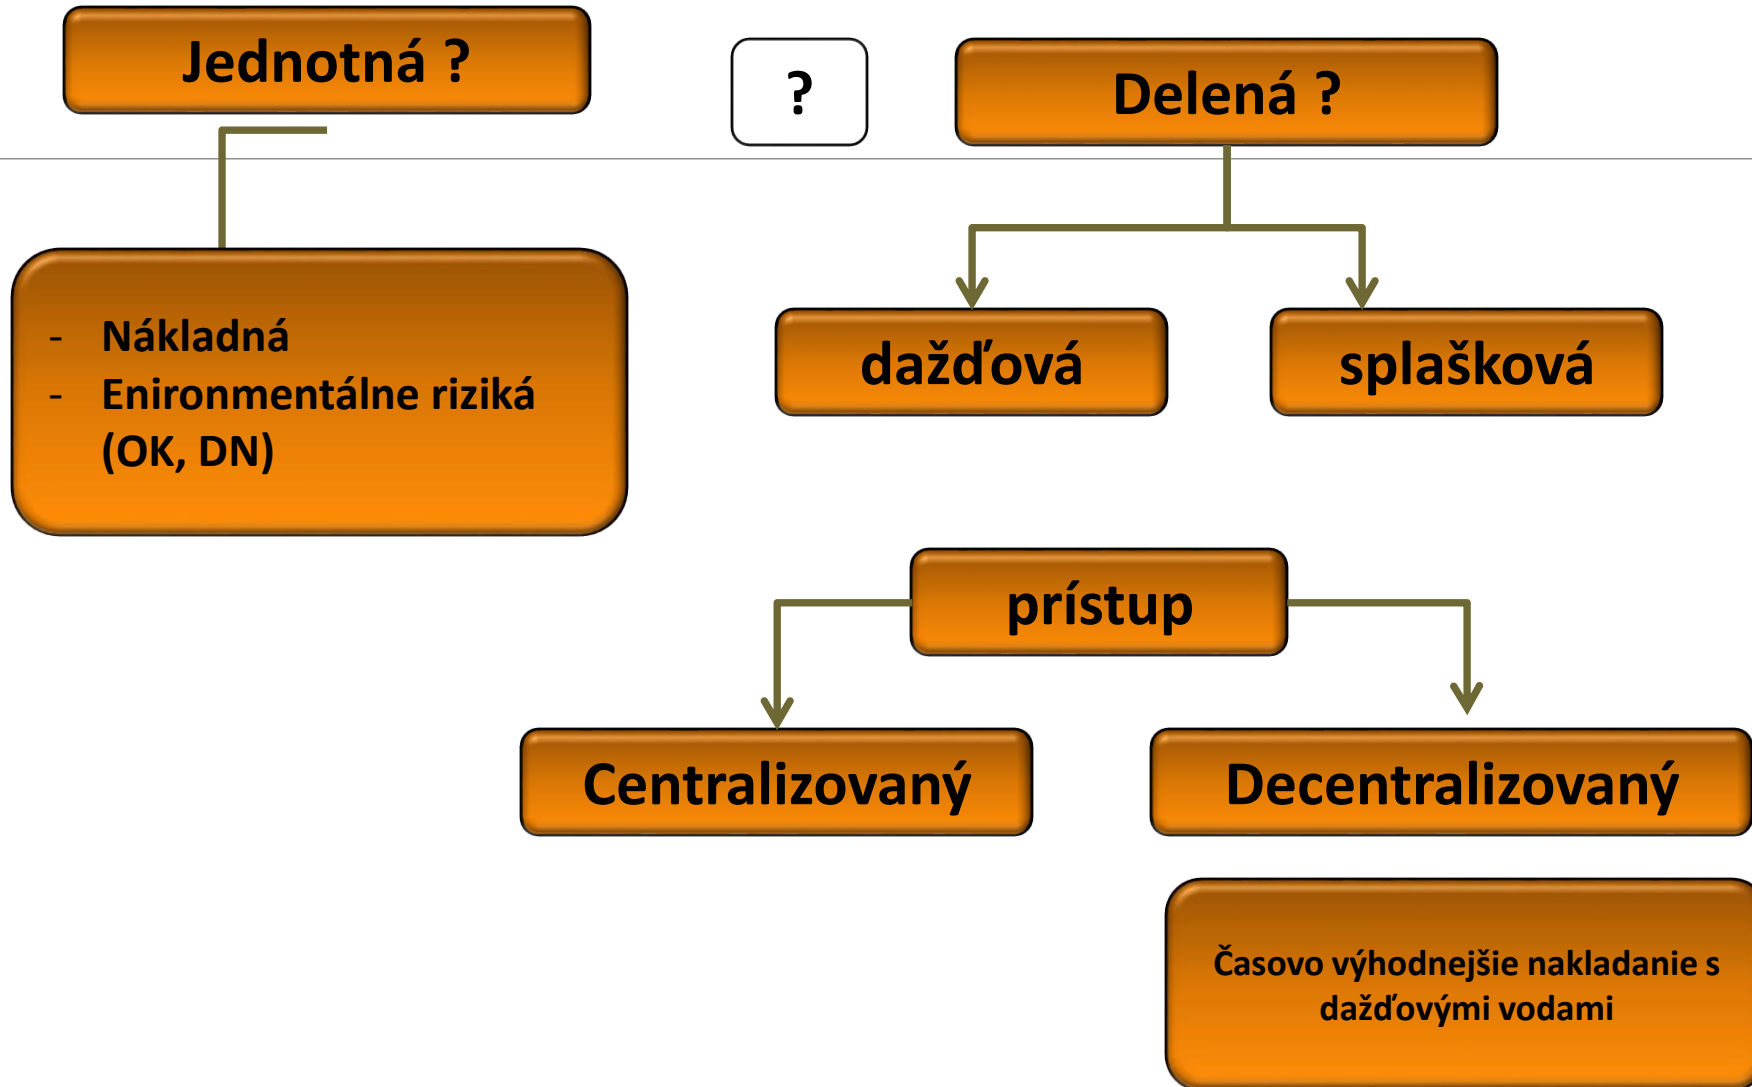 Jednotná ?
?
Delená ?
- Nákladná
- Enironmentálne riziká
(OK, DN)
dažďová
splašková
prístup
Centralizovaný
Decentralizovaný
Časovo výhodnejšie nakladanie s
dažďovými vodami